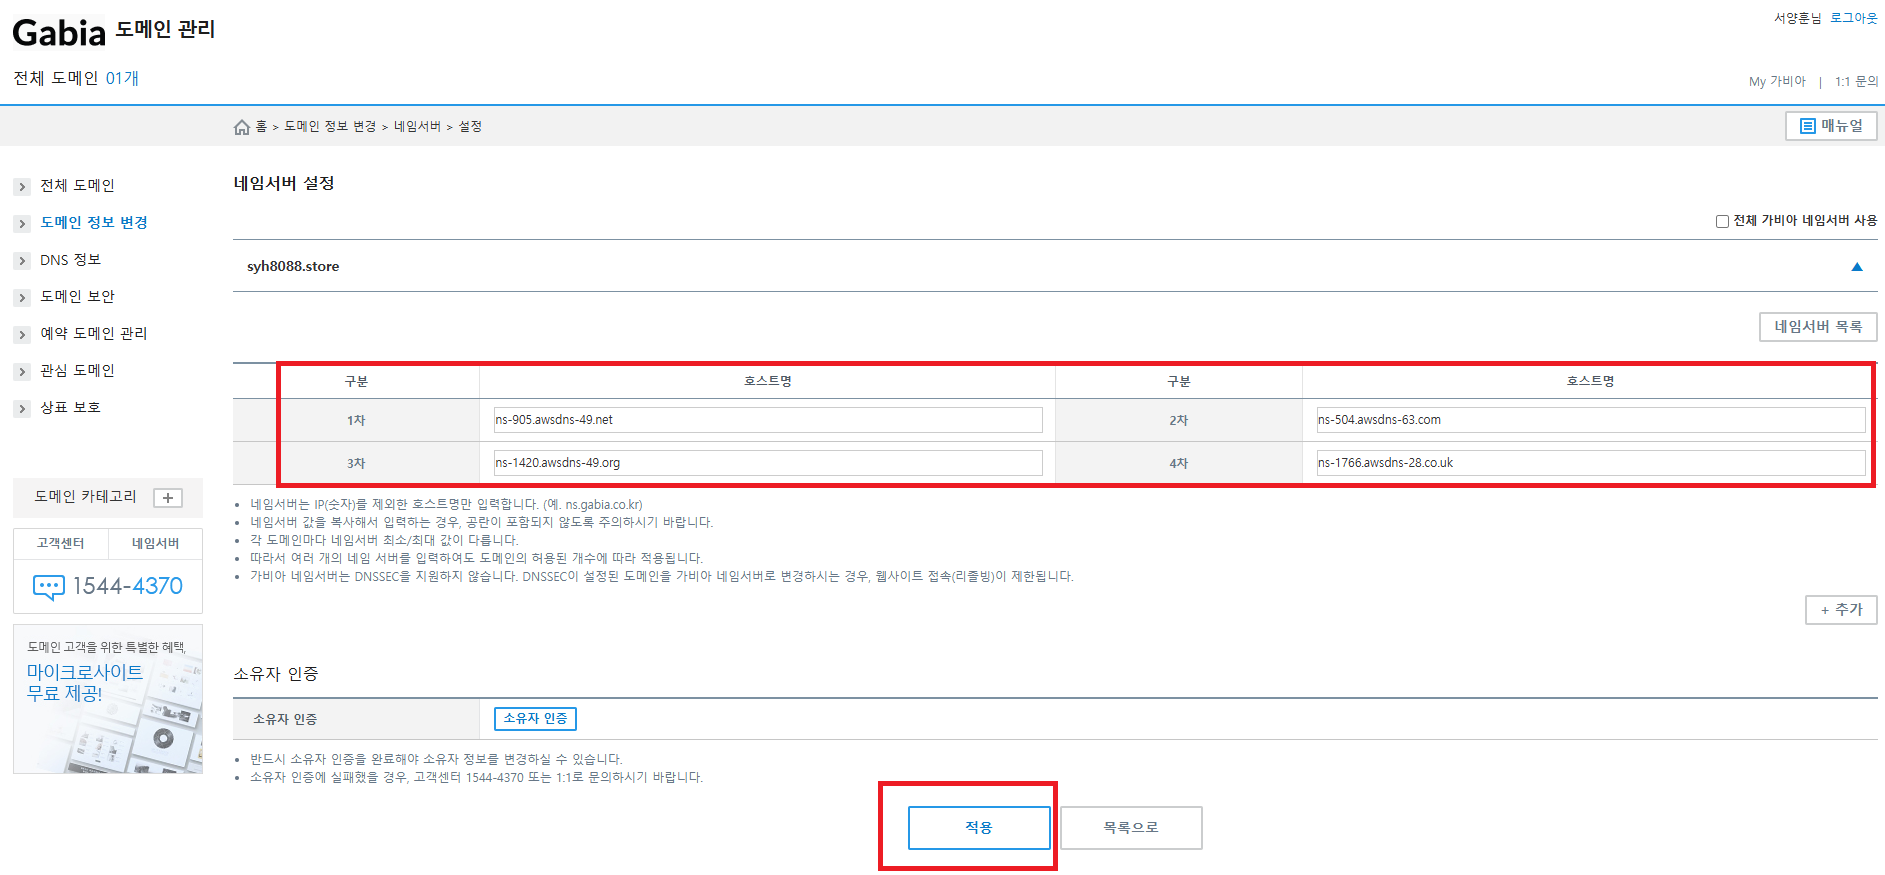 Gabia 도메인 관리
서양훈님 로그아웃
전체 도메인 01개
My 가비아 | 1:1 문의
홈 > 도메인 정보 변경 > 네임서버 > 설정
매뉴얼
전체 도메인
도메인 정보 변경
DNS 정보
도메인 보안
예약 도메인 관리
관심 도메인
상표 보호
도메인 카테고리 +
고객센터 네임서버
1544-4370
도메인 고객을 위한 특별한 혜택,
마이크로사이트
무료 제공!
네임서버 설정
전체 가비아 네임서버 사용
syh8088.store
네임서버 목록
구분 호스트명 구분 호스트명
1차 ns-905.awsdns-49.net 2차 ns-504.awsdns-63.com
3차 ns-1420.awsdns-49.org 4차 ns-1766.awsdns-28.co.uk
네임서버는 IP(숫자)를 제외한 호스트명만 입력합니다. (예. ns.gabia.co.kr)
네임서버 값을 복사해서 입력하는 경우, 공란이 포함되지 않도록 주의하시기 바랍니다.
각 도메인마다 네임서버 최소/최대 값이 다릅니다.
따라서 여러 개의 네임 서버를 입력하여도 도메인의 허용된 개수에 따라 적용됩니다.
가비아 네임서버는 DNSSEC을 지원하지 않습니다. DNSSEC이 설정된 도메인을 가비아 네임서버로 변경하시는 경우, 웹사이트 접속(리졸빙)이 제한됩니다.
+ 추가
소유자 인증
소유자 인증 소유자 인증
반드시 소유자 인증을 완료해야 소유자 정보를 변경하실 수 있습니다.
소유자 인증에 실패했을 경우, 고객센터 1544-4370 또는 1:1로 문의하시기 바랍니다.
적용 목록으로